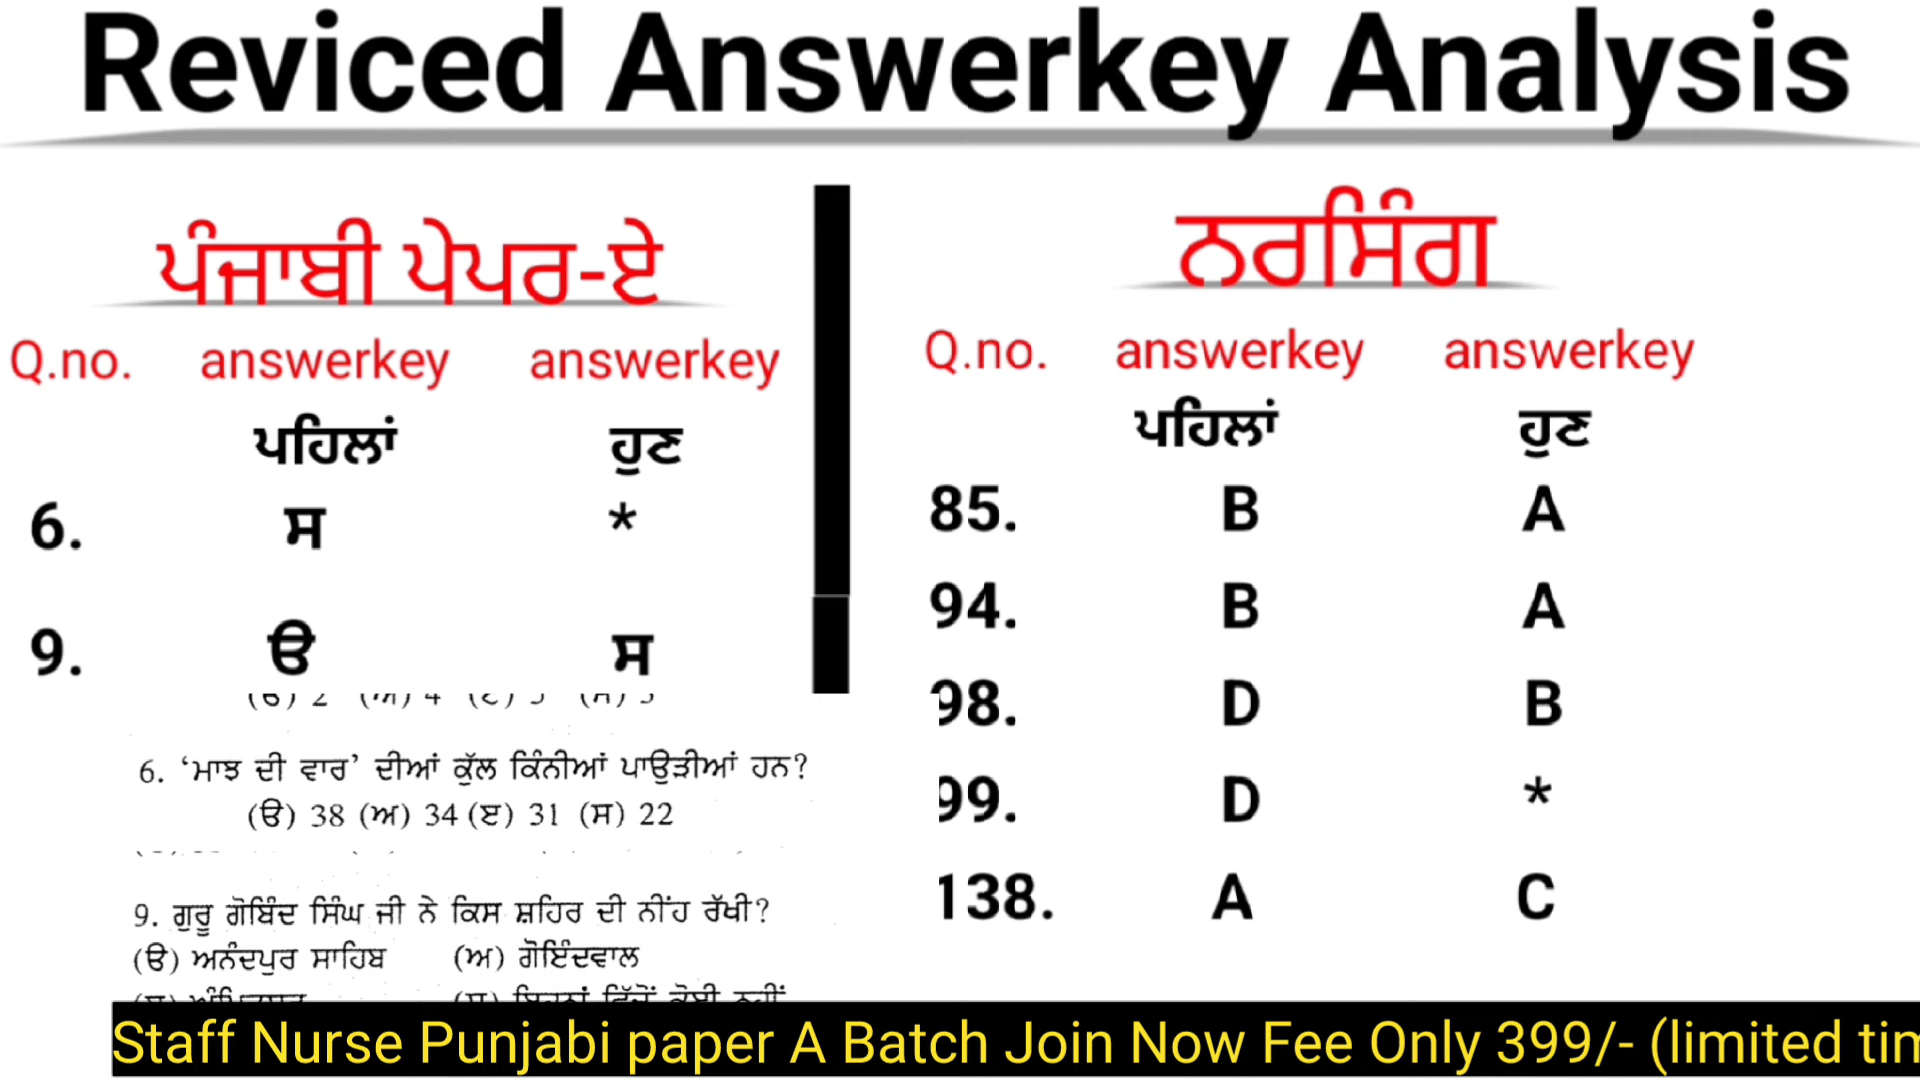 Reviced Answerkey Analysis
ਪੰਜਾਬੀ ਪੇਪਰ-ਏ
Q.no. answerkey answerkey
ਪਹਿਲਾਂ ਹੁਣ
6. ਸ *
9. ੳ ਸ
6. ‘ਮਾਝ ਦੀ ਵਾਰ’ ਦੀਆਂ ਕੁੱਲ ਕਿੰਨੀਆਂ ਪਾਉੜੀਆਂ ਹਨ?
(ੳ) 38 (ਅ) 34 (ੲ) 31 (ਸ) 22
9. ਗੁਰੂ ਗੋਬਿੰਦ ਸਿੰਘ ਜੀ ਨੇ ਕਿਸ ਸ਼ਹਿਰ ਦੀ ਨੀਂਹ ਰੱਖੀ?
(ੳ) ਅਨੰਦਪੁਰ ਸਾਹਿਬ (ਅ) ਗੋਇੰਦਵਾਲ
ਨਰਸਿੰਗ
Q.no. answerkey answerkey
ਪਹਿਲਾਂ ਹੁਣ
85. B A
94. B A
98. D B
99. D *
138. A C
Staff Nurse Punjabi paper A Batch Join Now Fee Only 399/- (limited